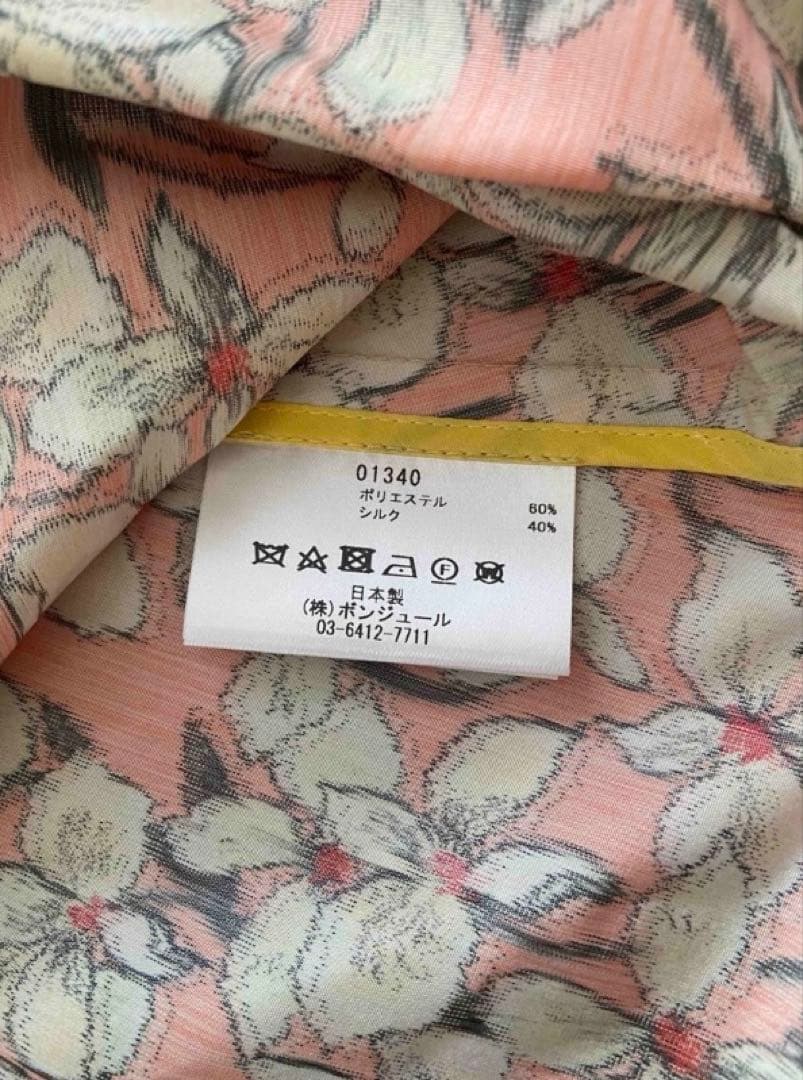 01340
ポリエステル 60%
シルク 40%
F W
日本製
(株)ボンジュール
03-6412-7711